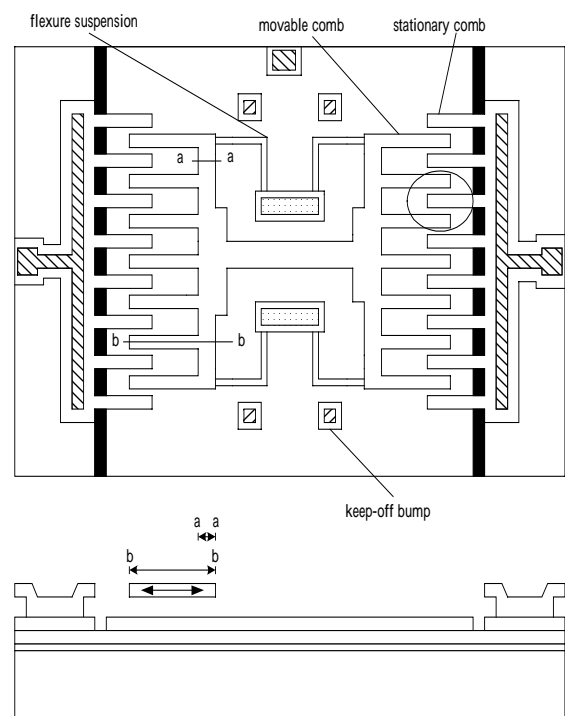 flexure suspension
movable comb
stationary comb
a a
b b
keep-off bump
a a
b b